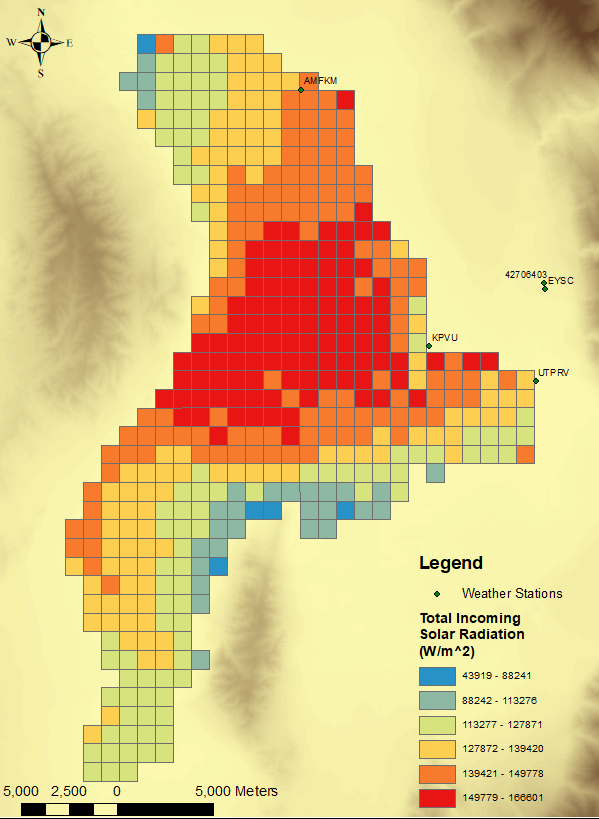 N
W E
S
AMFKM
42706403 EYSC
KPVU
UTPRV
Legend
Weather Stations
Total Incoming
Solar Radiation
(W/m^2)
43919 - 88241
88242 - 113276
113277 - 127871
127872 - 139420
139421 - 149778
149779 - 166601
5,000 2,500 0 5,000 Meters